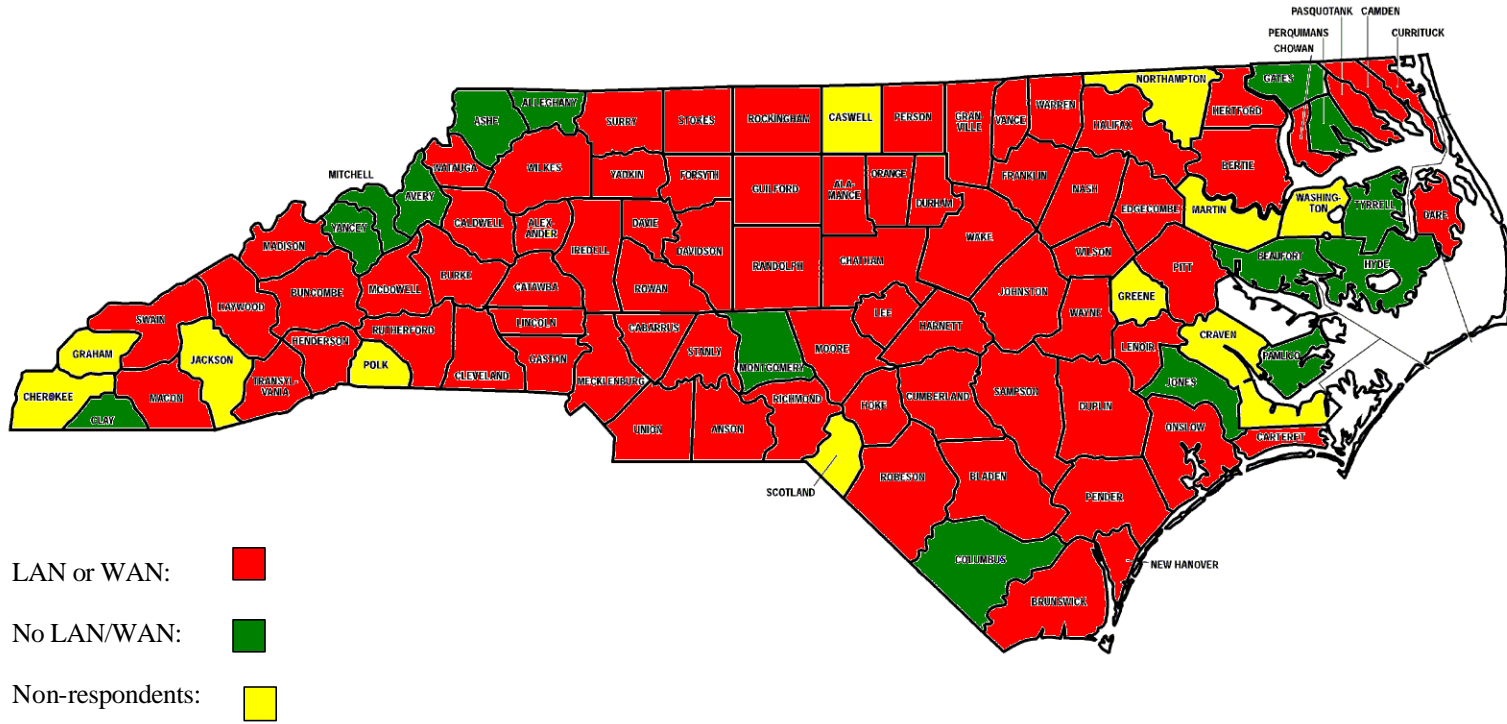 PASQUOTANK
CAMDEN
PERQUIMANS
CURRITUCK
CHOWAN
NORTHAMPTON
GATES
ALLEGHANY
ASHE
SURRY
STOKES
ROCKINGHAM
CASWELL
PERSON
GRAN-
VILLE
VANCE
WARREN
HALIFAX
HERTFORD
WATAUGA
WILKES
YADKIN
FORSYTH
GUILFORD
ALA-
MANCE
ORANGE
DURHAM
FRANKLIN
NASH
BERTIE
MITCHELL
AVERY
YANCEY
CALDWELL
ALEX-
ANDER
IREDELL
DAVIE
DAVIDSON
EDGECOMBE
MARTIN
WASHING-
TON
TYRRELL
DARE
MADISON
BURKE
MCDOWELL
BUNCOMBE
CATAWBA
ROWAN
RANDOLPH
CHATHAM
WAKE
WILSON
PITT
BEAUFORT
HYDE
HAYWOOD
SWAIN
RUTHERFORD
LINCOLN
CABARRUS
LEE
HARNETT
JOHNSTON
WAYNE
GREENE
GRAHAM
JACKSON
HENDERSON
POLK
CLEVELAND
GASTON
STANLY
MONTGOMERY
MOORE
LENOIR
CRAVEN
PAMLICO
CHEROKEE
CLAY
MACON
TRANSYL-
VANIA
MECKLENBURG
RICHMOND
HOKE
CUMBERLAND
SAMPSON
DUPLIN
JONES
UNION
ANSON
ONSLOW
CARTERET
SCOTLAND
ROBESON
BLADEN
PENDER
COLUMBUS
NEW HANOVER
BRUNSWICK
LAN or WAN:
No LAN/WAN:
Non-respondents: